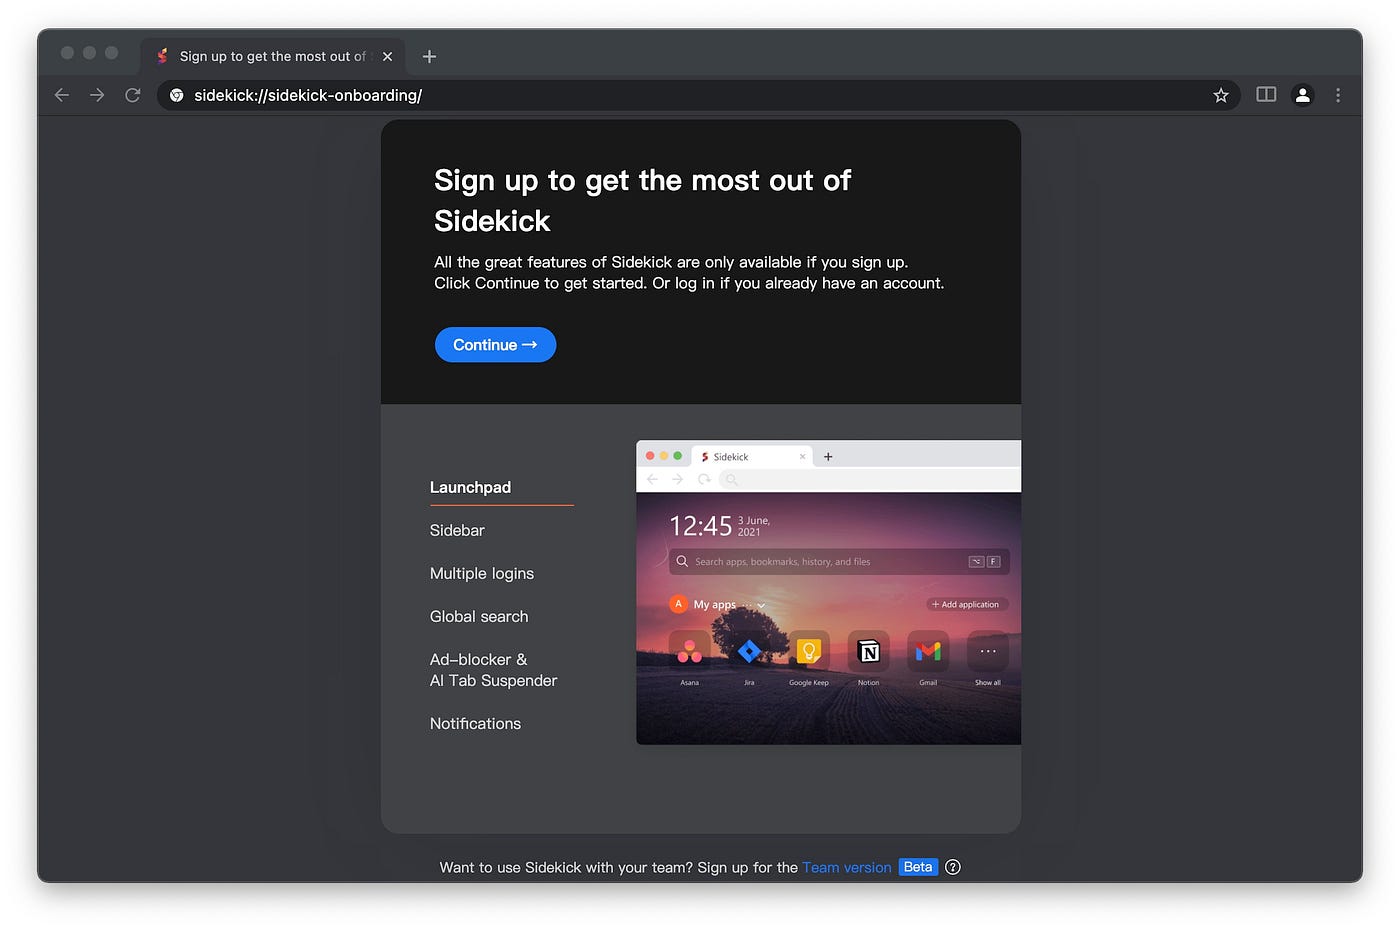 Sign up to get the most out of
sidekick://sidekick-onboarding/
Sign up to get the most out of
Sidekick
All the great features of Sidekick are only available if you sign up.
Click Continue to get started. Or log in if you already have an account.
Continue →
Launchpad
Sidebar
Multiple logins
Global search
Ad-blocker &
AI Tab Suspender
Notifications
Sidekick
12:45 3 June,
2021
Search apps, bookmarks, history, and files F
A My apps + Add application
Asana Jira Google Keep Notion Gmail Show all
Want to use Sidekick with your team? Sign up for the Team version Beta ?